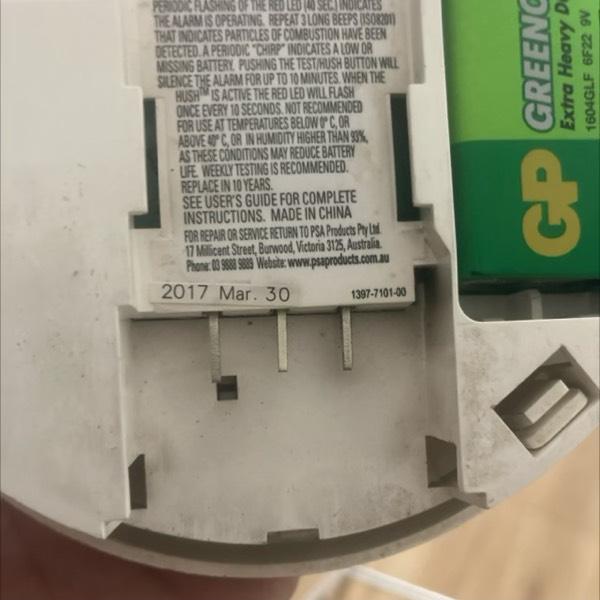 PERIODIC FLASHING OF THE RED LED (40 SEC.) INDICATES
THE ALARM IS OPERATING. REPEAT 3 LONG BEEPS (ISO8201)
THAT INDICATES PARTICLES OF COMBUSTION HAVE BEEN
DETECTED. A PERIODIC "CHIRP" INDICATES A LOW OR
MISSING BATTERY. PUSHING THE TEST/HUSH BUTTON WILL
SILENCE THE ALARM FOR UP TO 10 MINUTES. WHEN THE
HUSH™ IS ACTIVE THE RED LED WILL FLASH
ONCE EVERY 10 SECONDS. NOT RECOMMENDED
FOR USE AT TEMPERATURES BELOW 0° C, OR
ABOVE 40° C, OR IN HUMIDITY HIGHER THAN 93%,
AS THESE CONDITIONS MAY REDUCE BATTERY
LIFE. WEEKLY TESTING IS RECOMMENDED.
REPLACE IN 10 YEARS.
SEE USER'S GUIDE FOR COMPLETE
INSTRUCTIONS. MADE IN CHINA
FOR REPAIR OR SERVICE RETURN TO PSA Products Pty Ltd.
17 Millicent Street, Burwood, Victoria 3125, Australia.
Phone: 03 9888 9889 Website: www.psaproducts.com.au
2017 Mar. 30
1397-7101-00
GP
GREENC
Extra Heavy
1604GLF 6F22 9V